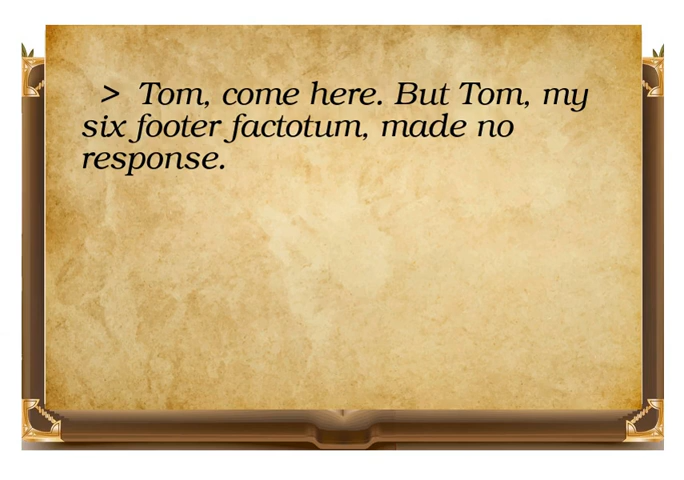 > Tom, come here. But Tom, my
six footer factotum, made no
response.